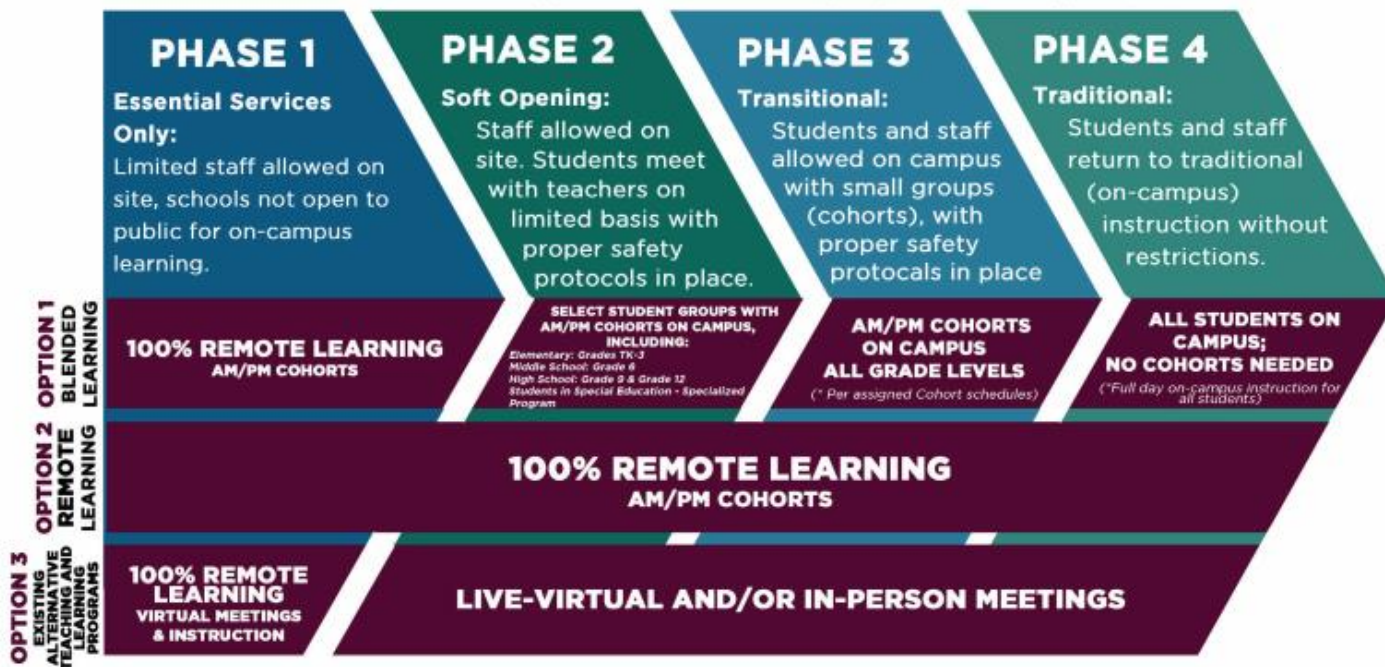 PHASE 1
Essential Services
Only:
Limited staff allowed on
site, schools not open to
public for on-campus
learning.
PHASE 2
Soft Opening:
Staff allowed on
site. Students meet
with teachers on
limited basis with
proper safety
protocols in place.
PHASE 3
Transitional:
Students and staff
allowed on campus
with small groups
(cohorts), with
proper safety
protocals in place
PHASE 4
Traditional:
Students and staff
return to traditional
(on-campus)
instruction without
restrictions.
OPTION 1
BLENDED
LEARNING
100% REMOTE LEARNING
AM/PM COHORTS
SELECT STUDENT GROUPS WITH
AM/PM COHORTS ON CAMPUS,
INCLUDING:
Elementary: Grades TK-3
Middle School: Grade 6
High School: Grade 9 & Grade 12
Students in Special Education - Specialized
Program
AM/PM COHORTS
ON CAMPUS
ALL GRADE LEVELS
(* Per assigned Cohort schedules)
ALL STUDENTS ON
CAMPUS;
NO COHORTS NEEDED
(*Full day on-campus instruction for
all students)
OPTION 2
REMOTE
LEARNING
100% REMOTE LEARNING
AM/PM COHORTS
OPTION 3
EXISTING
ALTERNATIVE
TEACHING AND
LEARNING
PROGRAMS
100% REMOTE
LEARNING
VIRTUAL MEETINGS
& INSTRUCTION
LIVE-VIRTUAL AND/OR IN-PERSON MEETINGS